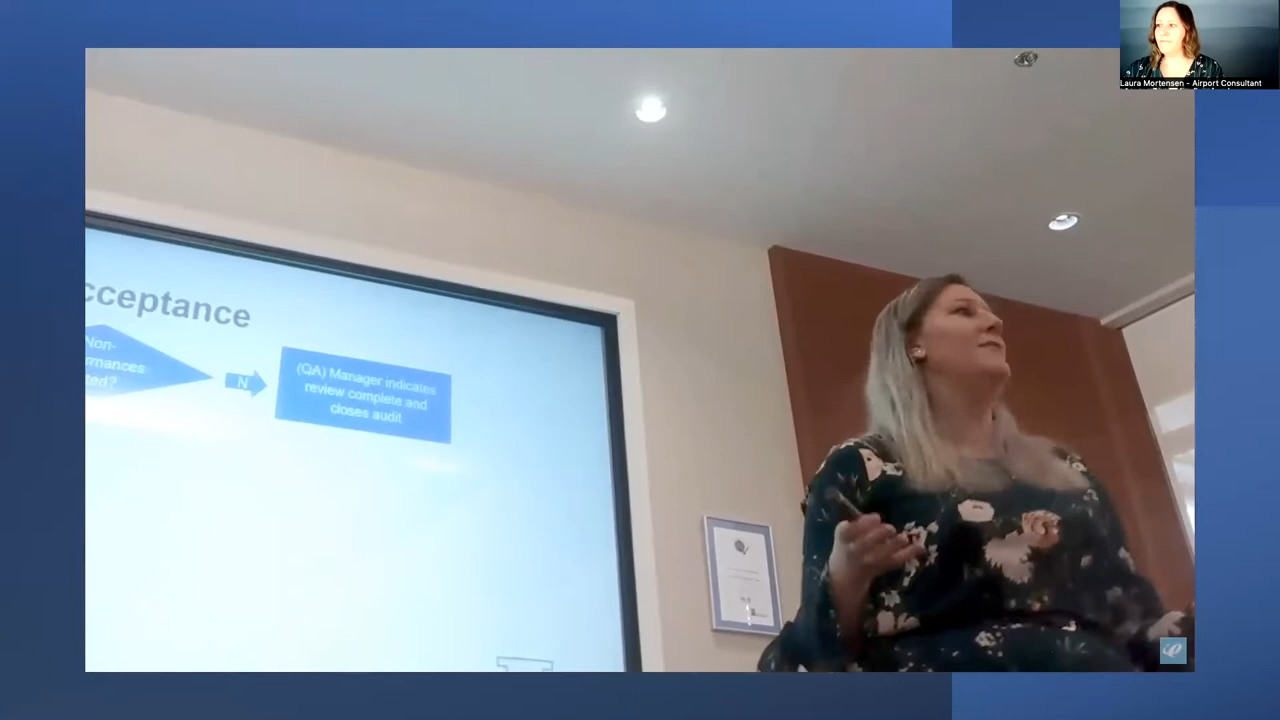 Laura Mortensen - Airport Consultant
cceptance
Non-
rmances
ted?
N
(QA) Manager indicates
review complete and
closes audit